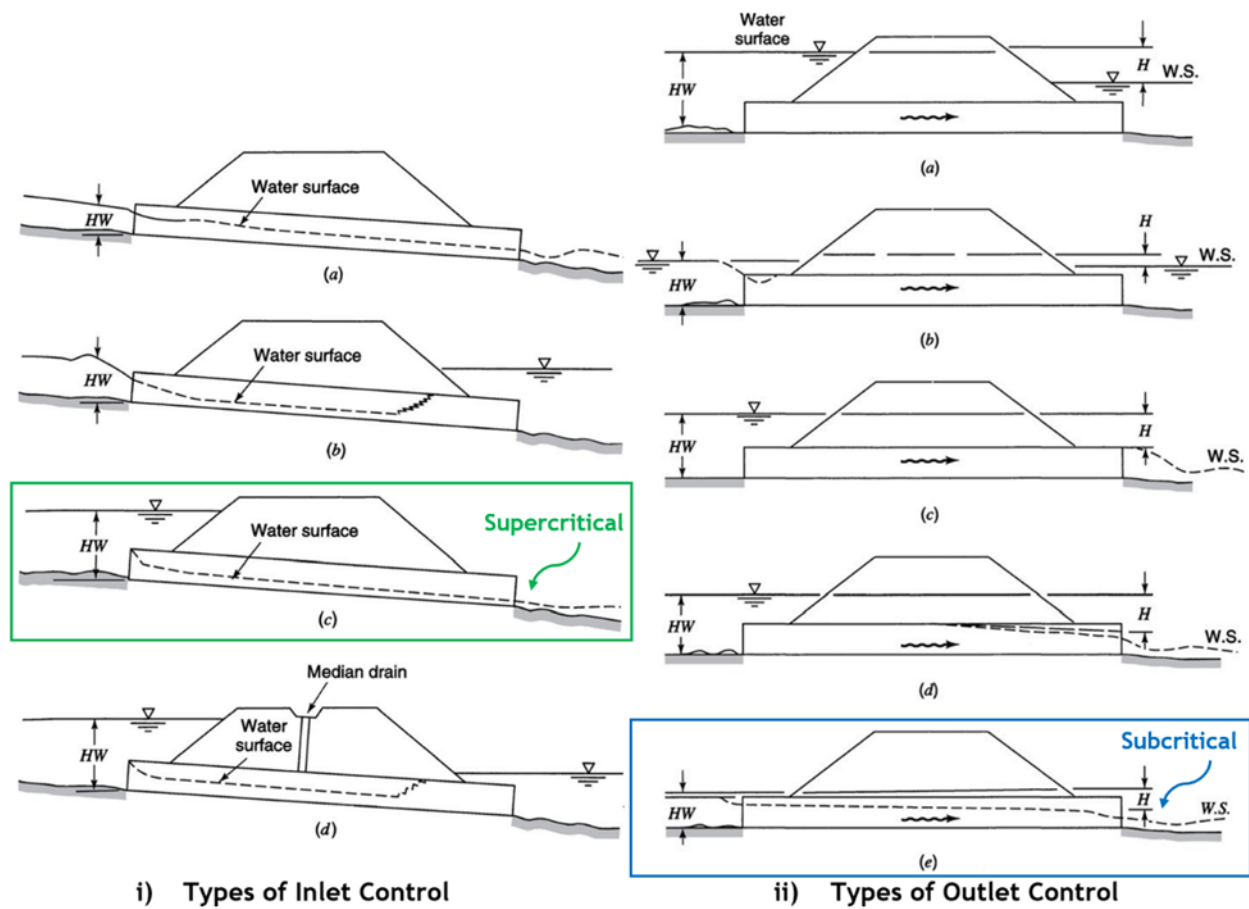 Water surface
HW
(a)
Water surface
HW
(b)
Supercritical
Water surface
HW
(c)
Median drain
Water
surface
HW
(d)
i) Types of Inlet Control
Water
surface
HW
H
W.S.
(a)
HW
H
W.S.
(b)
HW
H
W.S.
(c)
HW
H
W.S.
(d)
Subcritical
HW
H
W.S.
(e)
ii) Types of Outlet Control